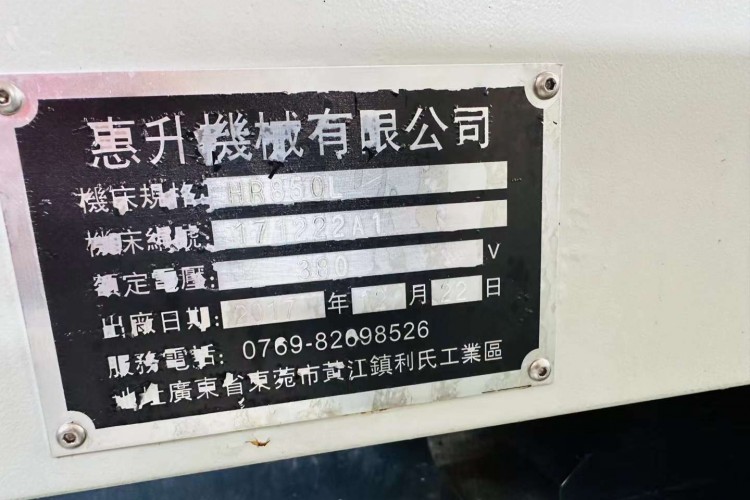 惠升機械有限公司
機床規格: HR850L
機床編號: 171222A1
額定電壓: 380 V
出廠日期: 2017 年 月 22 日
服務電話: 0769-82698526
地址廣東省東莞市黃江鎮利氏工業區